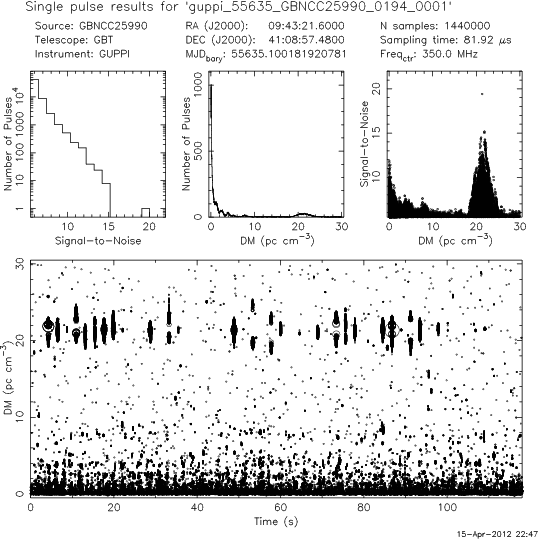 Single pulse results for 'guppi_55635_GBNCC25990_0194_0001'
Source: GBNCC25990 RA (J2000): 09:43:21.6000 N samples: 1440000
Telescope: GBT DEC (J2000): 41:08:57.4800 Sampling time: 81.92 μs
Instrument: GUPPI MJDbary: 55635.100181920781 Freqctr: 350.0 MHz
Number of Pulses
1 10 100 1000 10⁴
10 15 20
Signal-to-Noise
Number of Pulses
0 500 1000
0 10 20 30
DM (pc cm⁻³)
Signal-to-Noise
10 15 20
0 10 20 30
DM (pc cm⁻³)
DM (pc cm⁻³)
0 10 20 30
0 20 40 60 80 100
Time (s)
15-Apr-2012 22:47